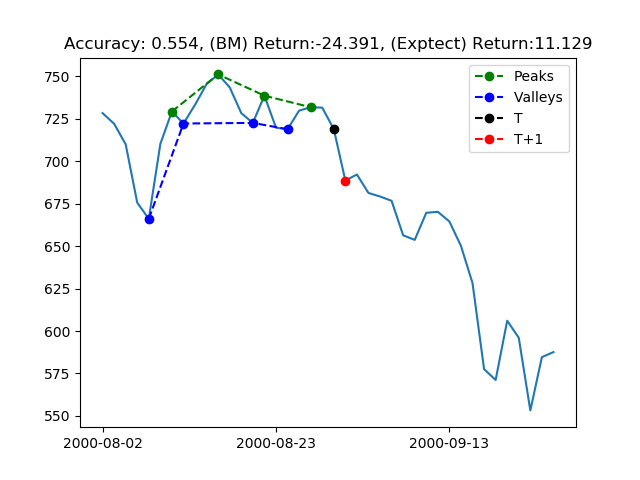 Accuracy: 0.554, (BM) Return:-24.391, (Exptect) Return:11.129
Peaks
Valleys
T
T+1
750
725
700
675
650
625
600
575
550
2000-08-02 2000-08-23 2000-09-13